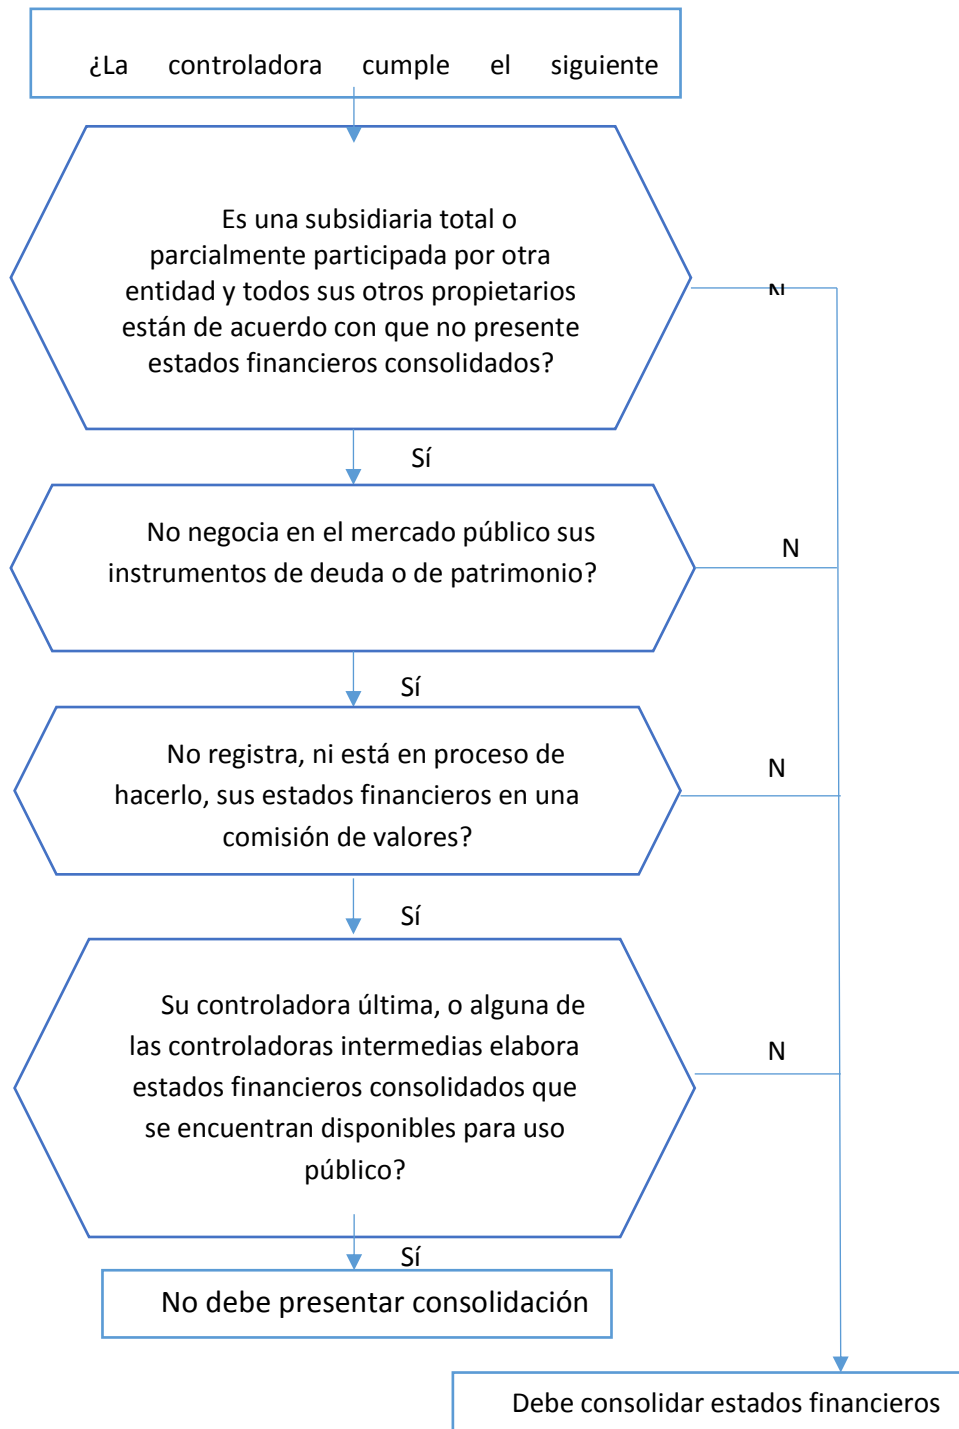 ¿La controladora cumple el siguiente
Es una subsidiaria total o
parcialmente participada por otra
entidad y todos sus otros propietarios
están de acuerdo con que no presente
estados financieros consolidados?
N
Sí
No negocia en el mercado público sus
instrumentos de deuda o de patrimonio?
N
Sí
No registra, ni está en proceso de
hacerlo, sus estados financieros en una
comisión de valores?
N
Sí
Su controladora última, o alguna de
las controladoras intermedias elabora
estados financieros consolidados que
se encuentran disponibles para uso
público?
N
Sí
No debe presentar consolidación
Debe consolidar estados financieros